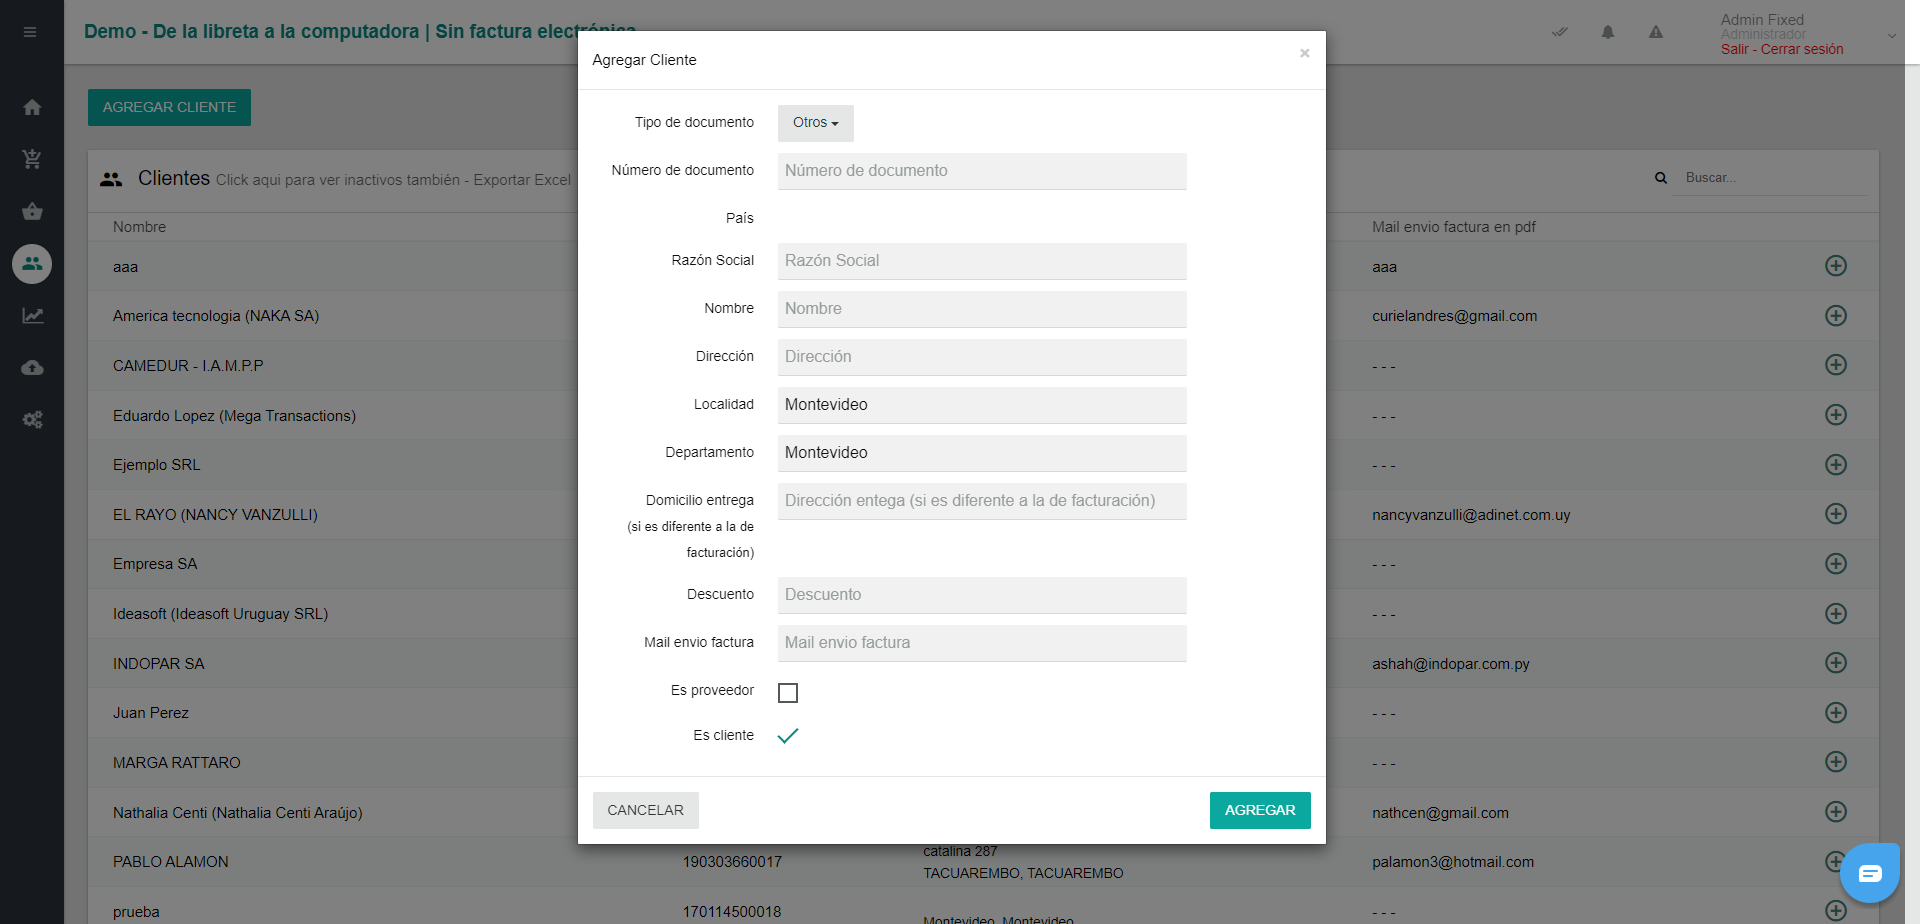 Demo - De la libreta a la computadora | Sin factura electrónica
Admin Fixed
Administrador
Salir - Cerrar sesión
AGREGAR CLIENTE
Clientes Click aqui para ver inactivos también - Exportar Excel
Buscar...
Nombre
Mail envio factura en pdf
aaa
aaa
America tecnologia (NAKA SA)
curielandres@gmail.com
CAMEDUR - I.A.M.P.P
- - -
Eduardo Lopez (Mega Transactions)
- - -
Ejemplo SRL
- - -
EL RAYO (NANCY VANZULLI)
nancyvanzulli@adinet.com.uy
Empresa SA
- - -
Ideasoft (Ideasoft Uruguay SRL)
- - -
INDOPAR SA
ashah@indopar.com.py
Juan Perez
- - -
MARGA RATTARO
- - -
Nathalia Centi (Nathalia Centi Araújo)
nathcen@gmail.com
PABLO ALAMON
190303660017
catalina 287
TACUAREMBO, TACUAREMBO
palamon3@hotmail.com
prueba
170114500018
Montevideo, Montevideo
- - -
Agregar Cliente
×
Tipo de documento
Otros
Número de documento
Número de documento
País
Razón Social
Razón Social
Nombre
Nombre
Dirección
Dirección
Localidad
Montevideo
Departamento
Montevideo
Domicilio entrega
(si es diferente a la de
facturación)
Dirección entega (si es diferente a la de facturación)
Descuento
Descuento
Mail envio factura
Mail envio factura
Es proveedor
Es cliente
CANCELAR
AGREGAR